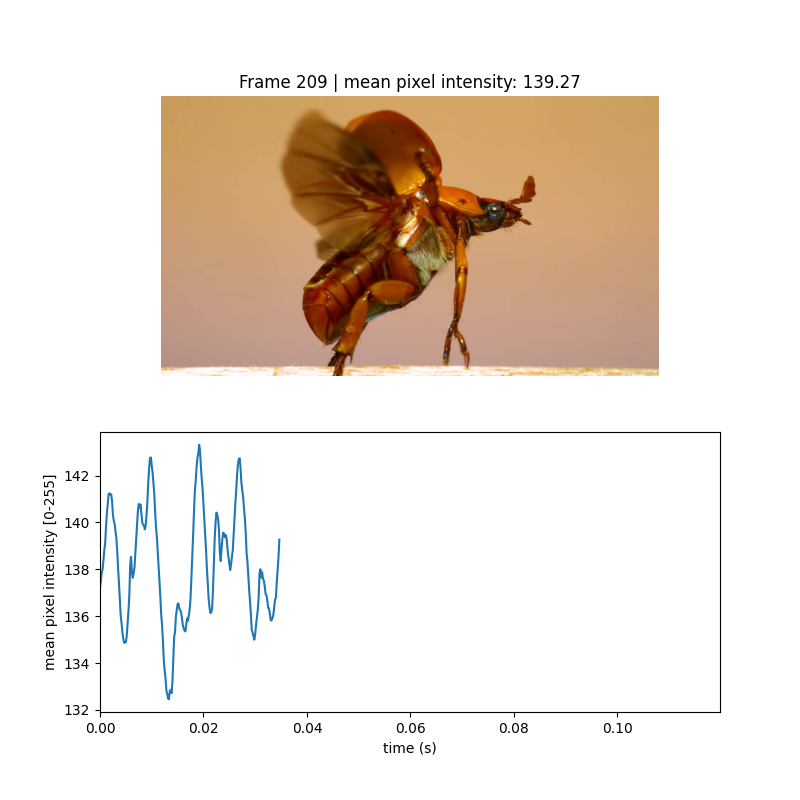 Frame 209 | mean pixel intensity: 139.27
142
140
138
136
134
132
mean pixel intensity [0-255]
0.00 0.02 0.04 0.06 0.08 0.10
time (s)